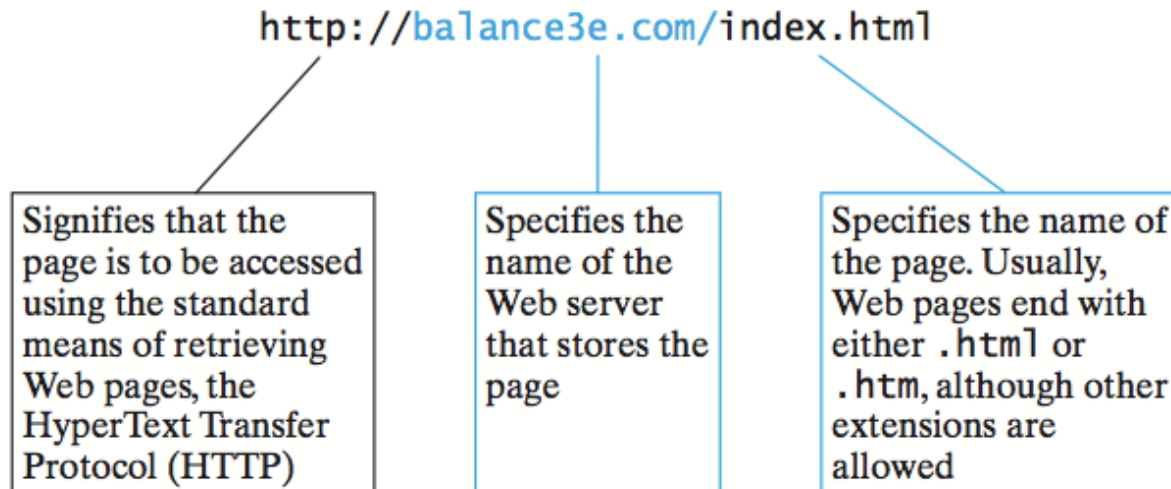 http://balance3e.com/index.html
Signifies that the
page is to be accessed
using the standard
means of retrieving
Web pages, the
HyperText Transfer
Protocol (HTTP)
Specifies the
name of the
Web server
that stores the
page
Specifies the name of
the page. Usually,
Web pages end with
either .html or
.htm, although other
extensions are
allowed